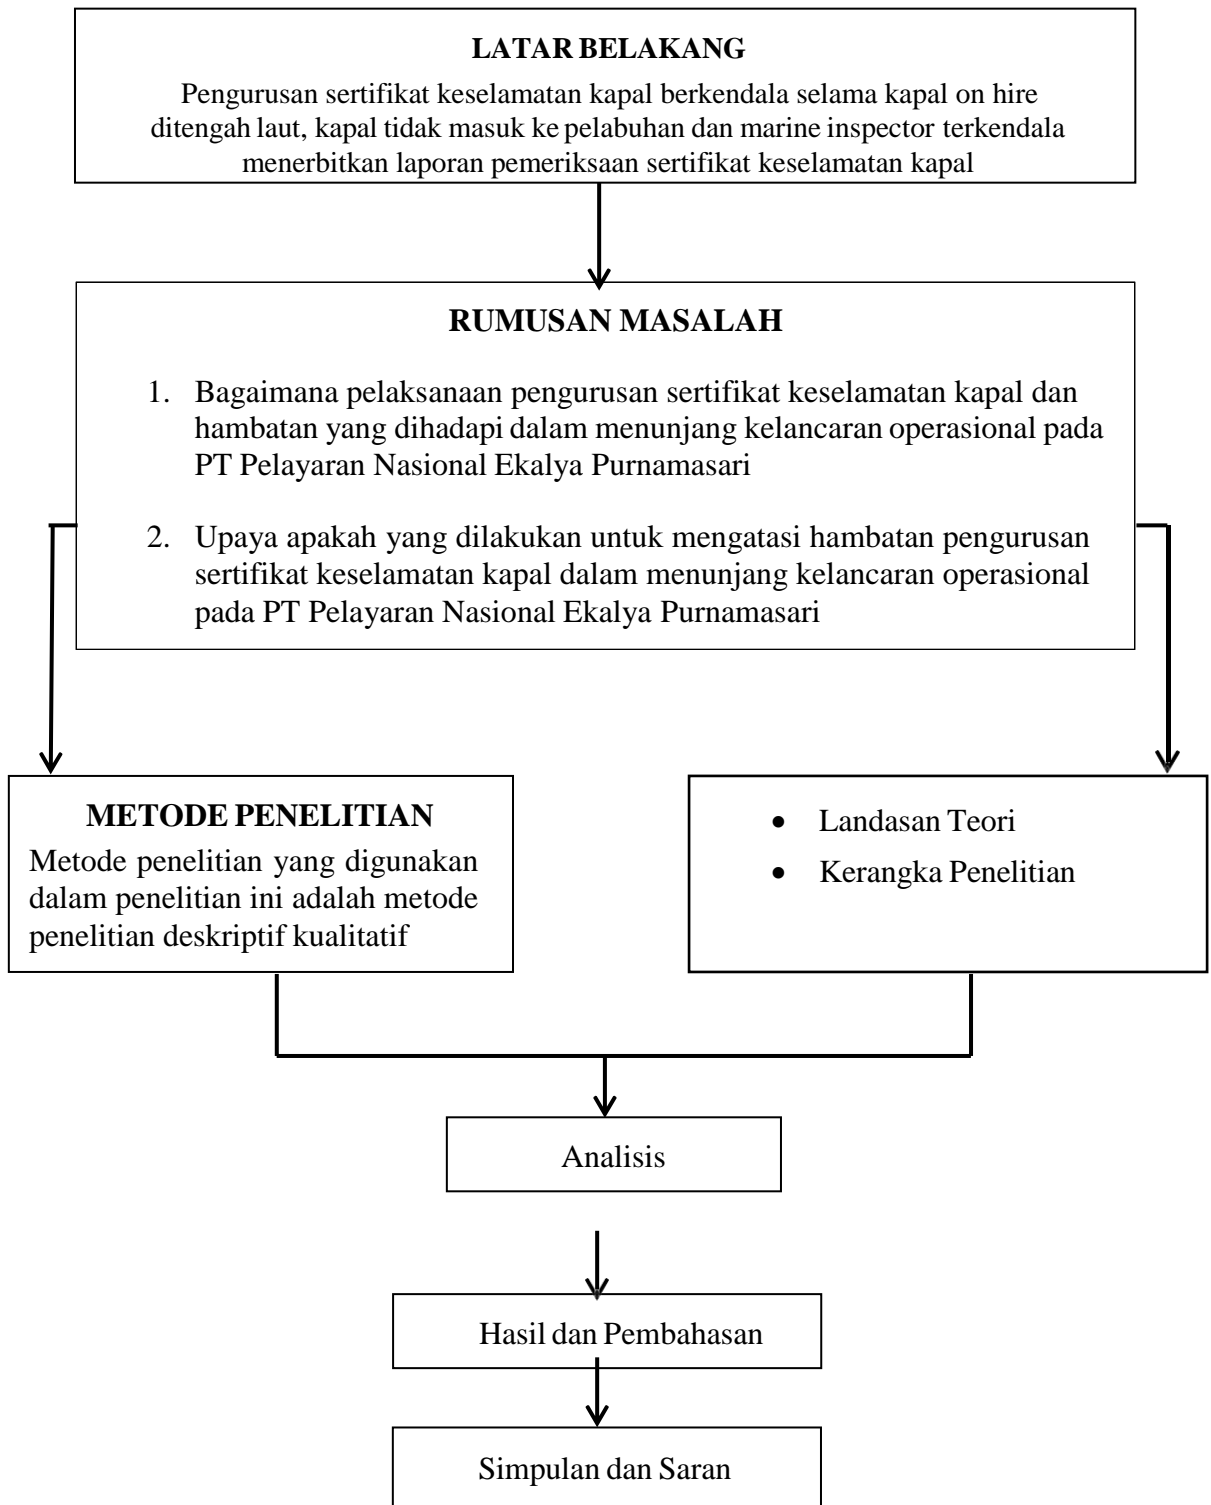 LATAR BELAKANG
Pengurusan sertifikat keselamatan kapal berkendala selama kapal on hire
ditengah laut, kapal tidak masuk ke pelabuhan dan marine inspector terkendala
menerbitkan laporan pemeriksaan sertifikat keselamatan kapal
RUMUSAN MASALAH
1. Bagaimana pelaksanaan pengurusan sertifikat keselamatan kapal dan
hambatan yang dihadapi dalam menunjang kelancaran operasional pada
PT Pelayaran Nasional Ekalya Purnamasari
2. Upaya apakah yang dilakukan untuk mengatasi hambatan pengurusan
sertifikat keselamatan kapal dalam menunjang kelancaran operasional
pada PT Pelayaran Nasional Ekalya Purnamasari
METODE PENELITIAN
Metode penelitian yang digunakan
dalam penelitian ini adalah metode
penelitian deskriptif kualitatif
• Landasan Teori
• Kerangka Penelitian
Analisis
Hasil dan Pembahasan
Simpulan dan Saran